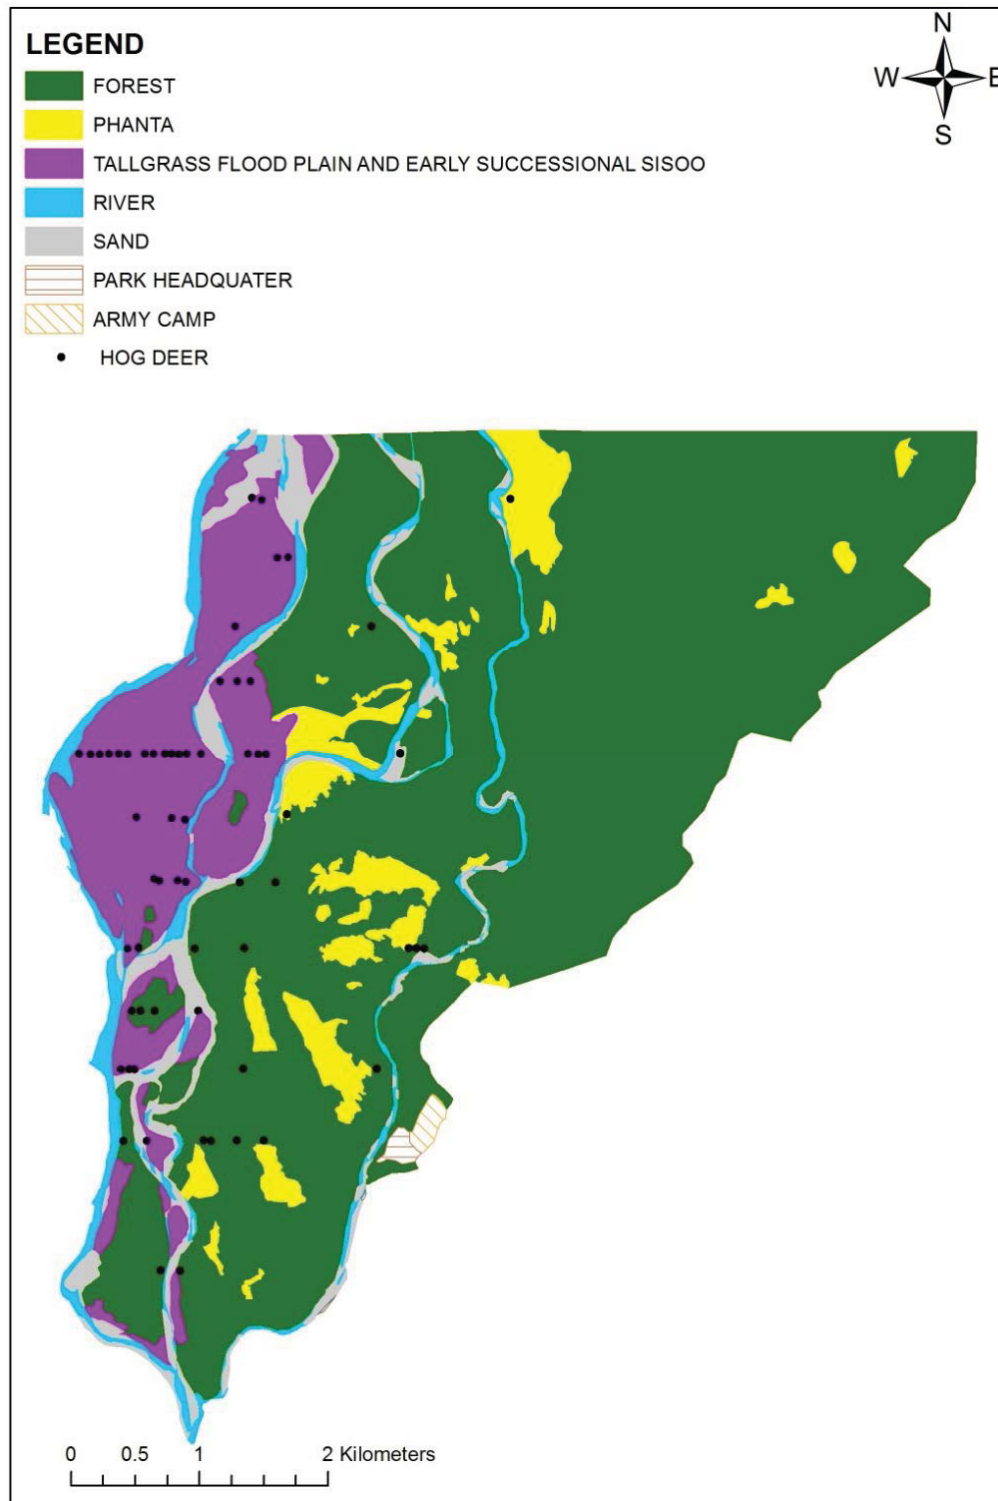 LEGEND
FOREST
PHANTA
TALLGRASS FLOOD PLAIN AND EARLY SUCCESSIONAL SISOO
RIVER
SAND
PARK HEADQUATER
ARMY CAMP
HOG DEER
N
W E
S
0 0.5 1 2 Kilometers